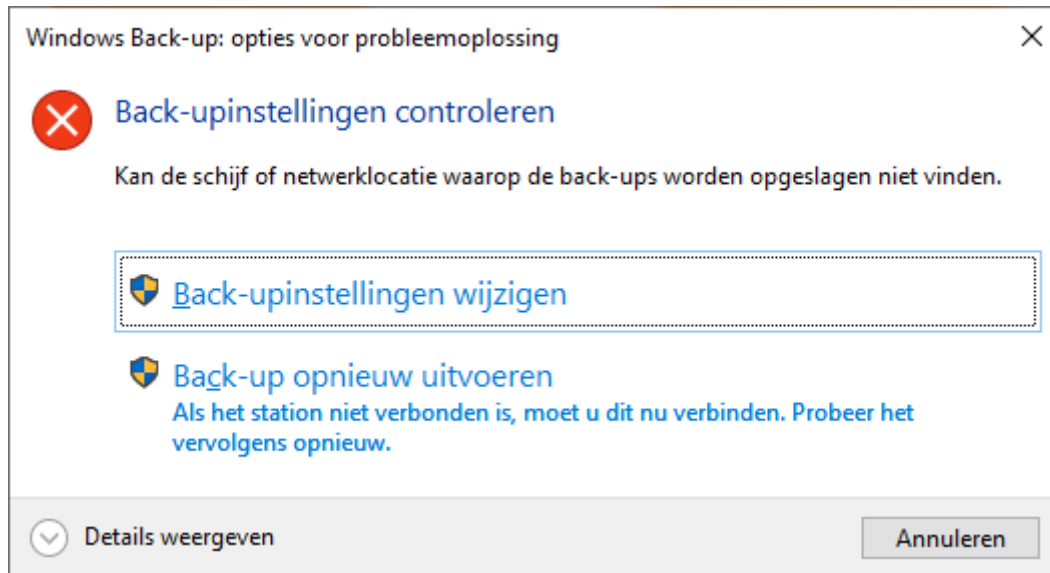 Windows Back-up: opties voor probleemoplossing
Back-upinstellingen controleren
Kan de schijf of netwerklocatie waarop de back-ups worden opgeslagen niet vinden.
Back-upinstellingen wijzigen
Back-up opnieuw uitvoeren
Als het station niet verbonden is, moet u dit nu verbinden. Probeer het
vervolgens opnieuw.
Details weergeven
Annuleren